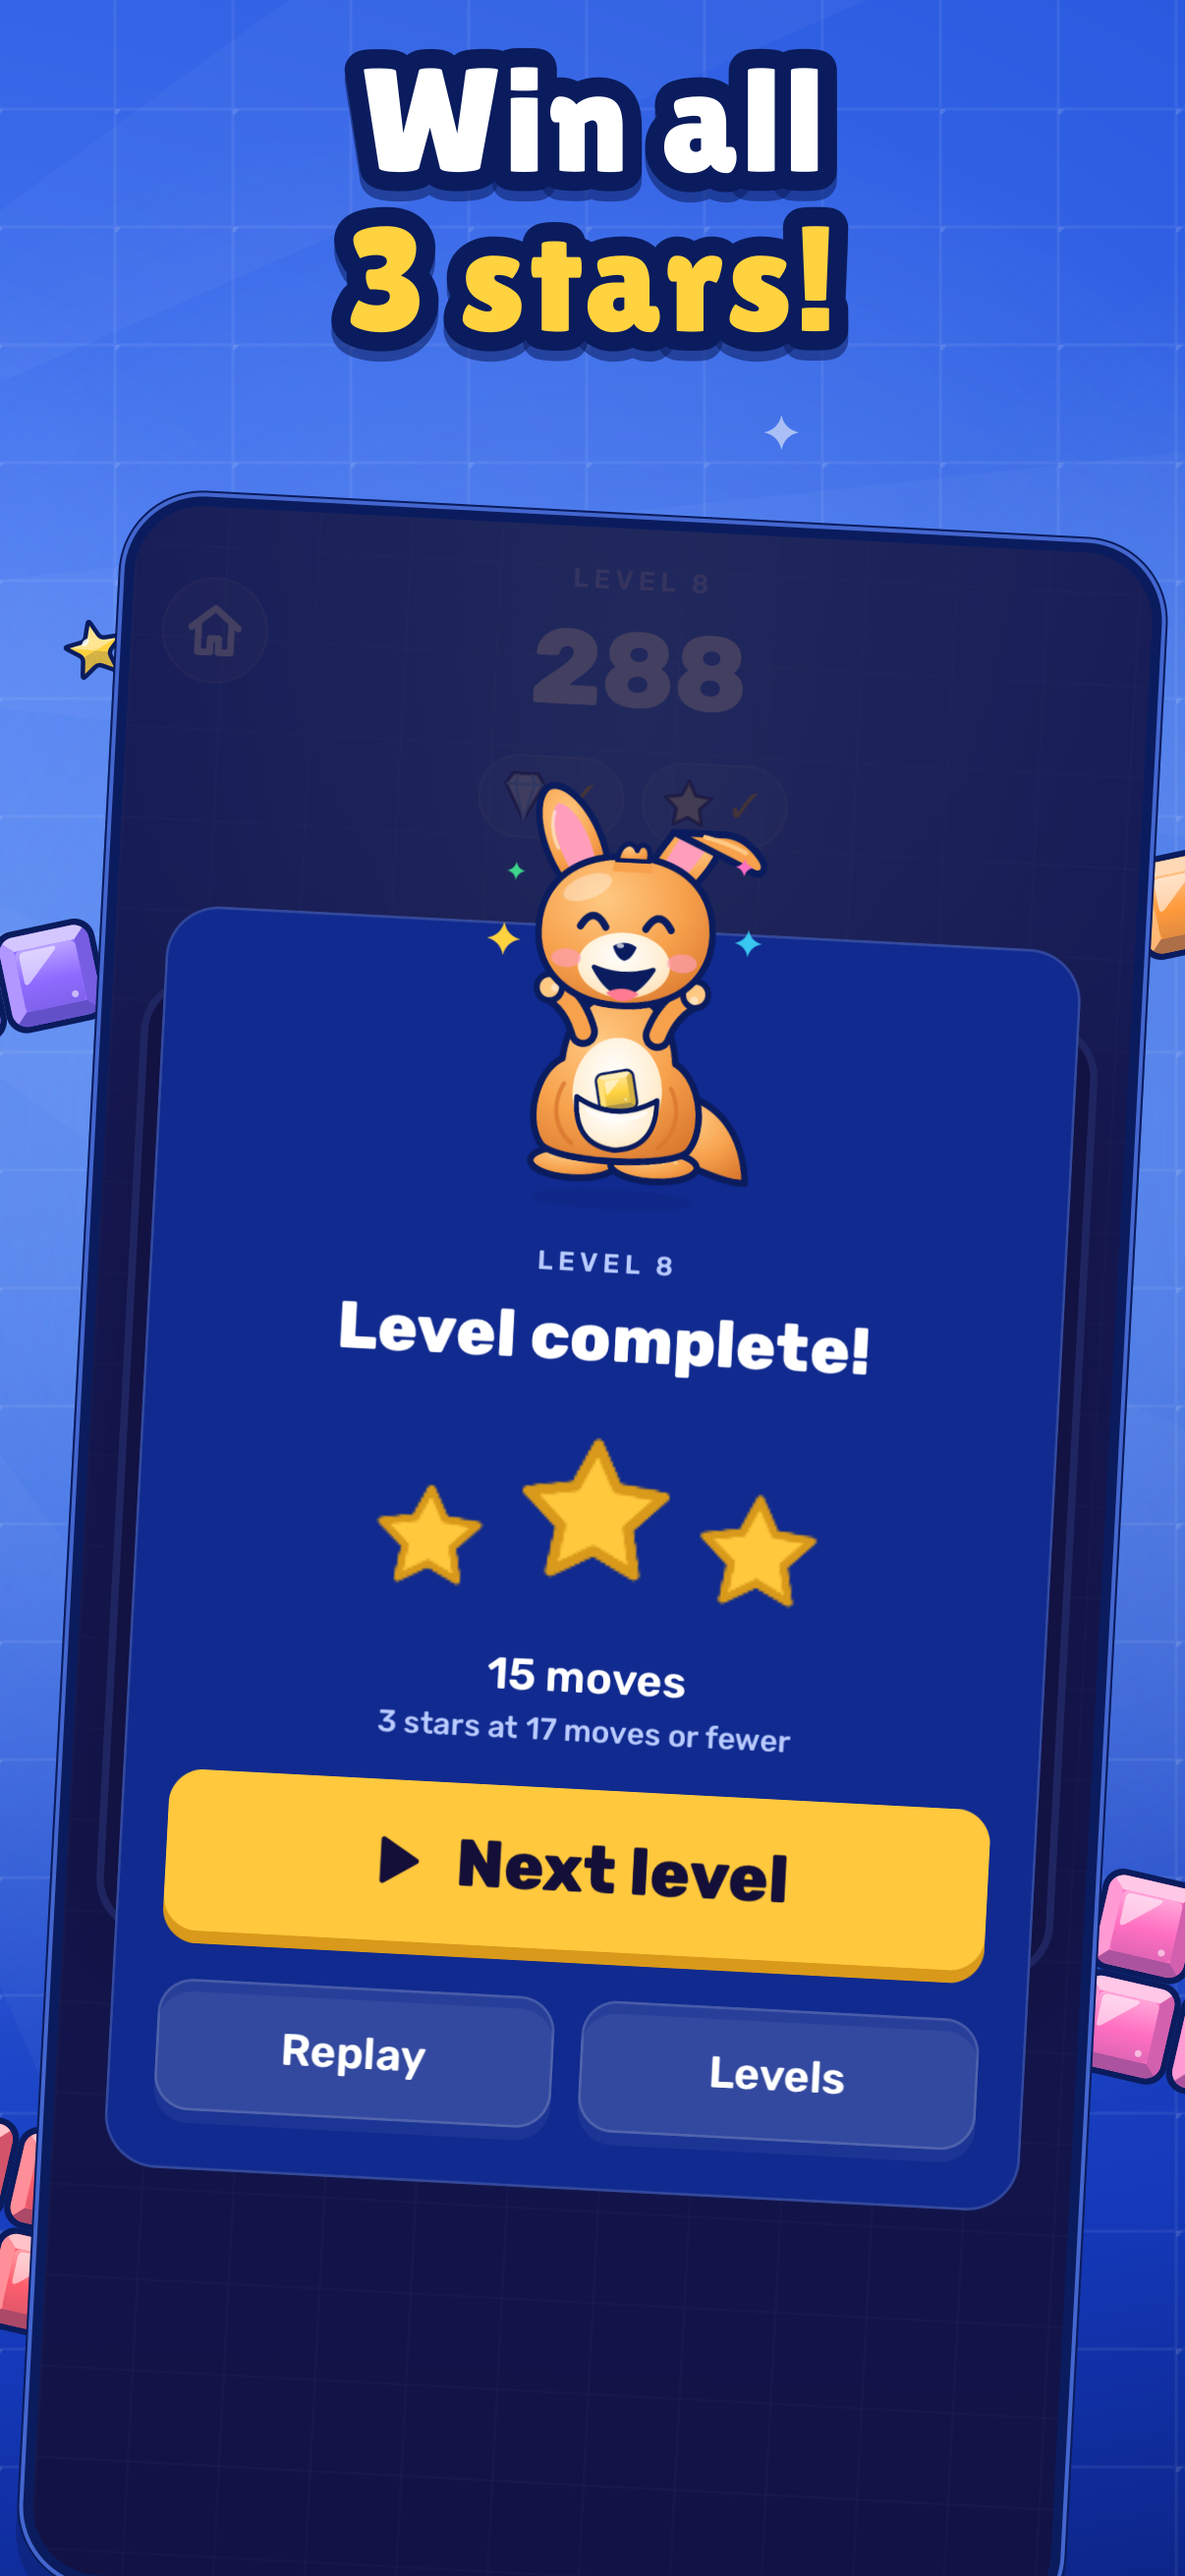 Win all
3 stars!
LEVEL 8
288
✓ ✓
LEVEL 8
Level complete!
15 moves
3 stars at 17 moves or fewer
Next level
Replay
Levels